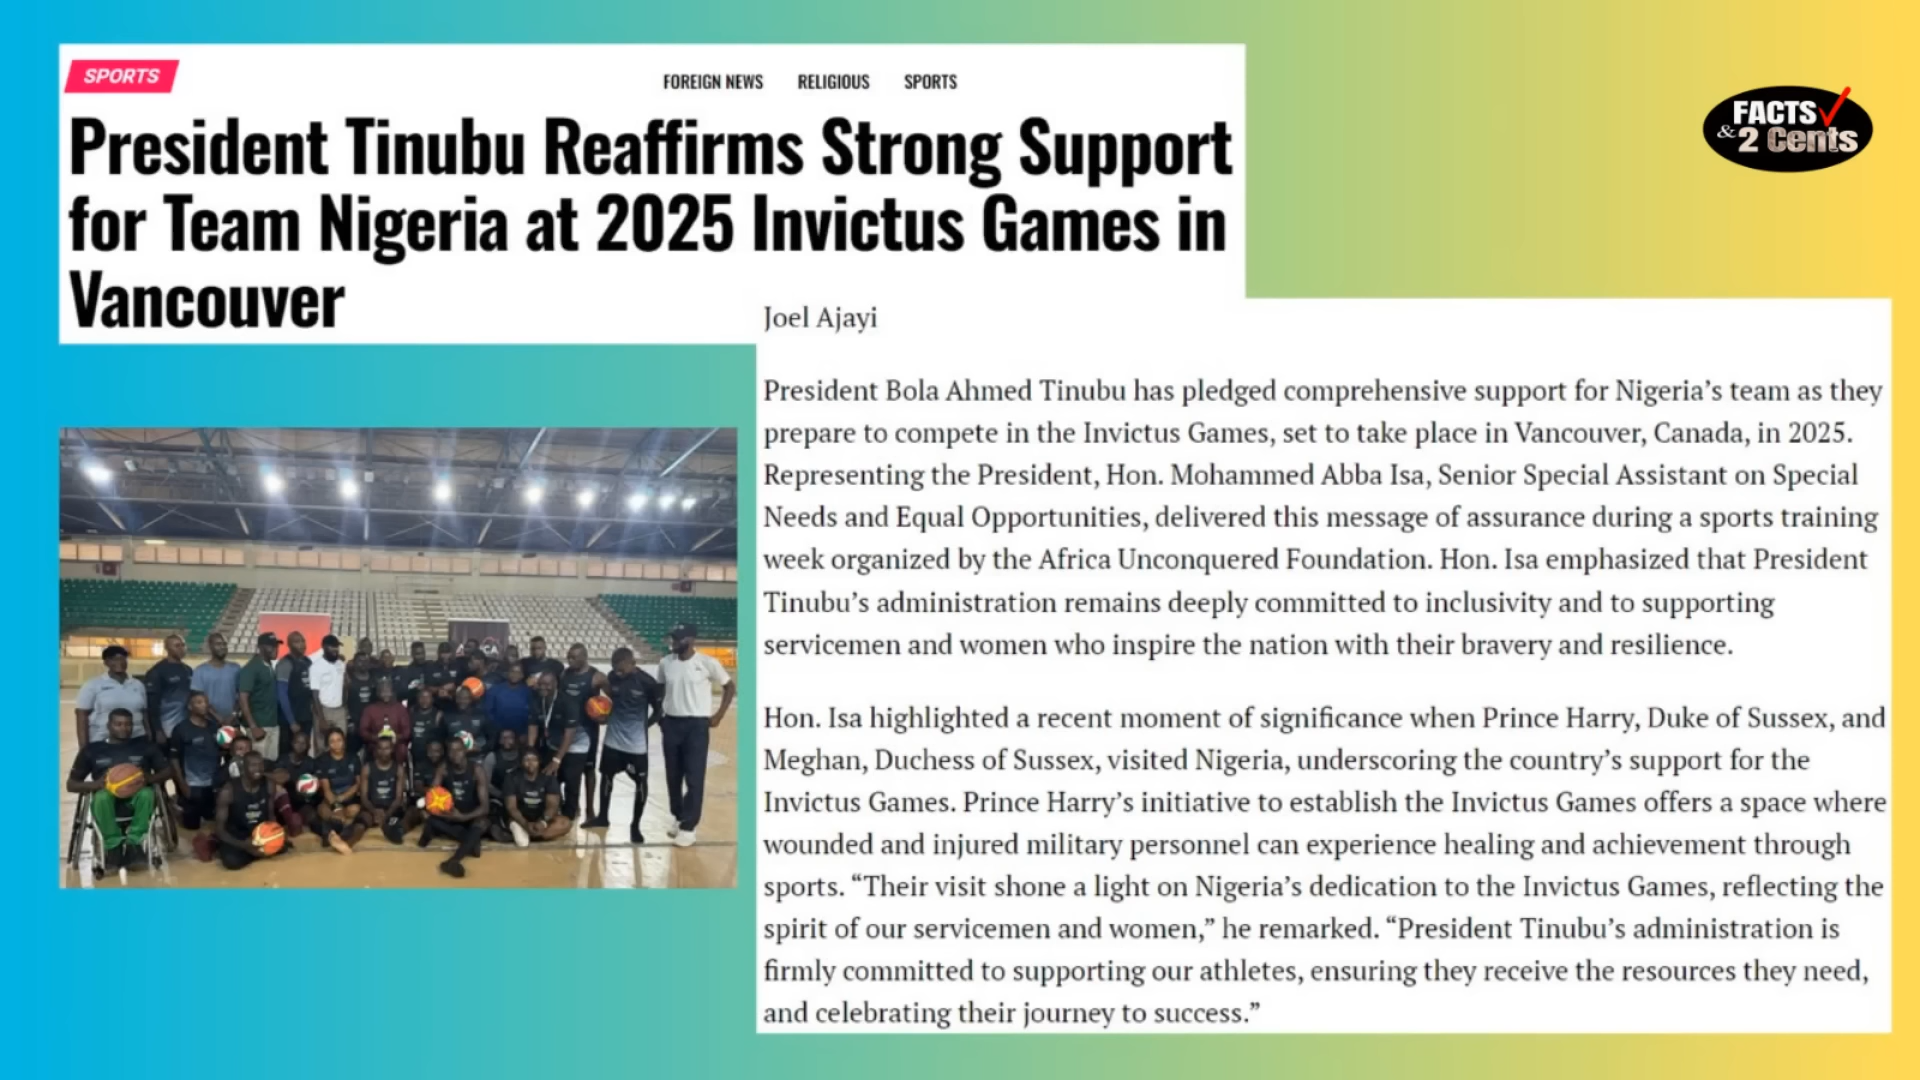 SPORTS
FOREIGN NEWS RELIGIOUS SPORTS
President Tinubu Reaffirms Strong Support
for Team Nigeria at 2025 Invictus Games in
Vancouver
FACTS
& 2 Cents
Joel Ajayi
President Bola Ahmed Tinubu has pledged comprehensive support for Nigeria’s team as they
prepare to compete in the Invictus Games, set to take place in Vancouver, Canada, in 2025.
Representing the President, Hon. Mohammed Abba Isa, Senior Special Assistant on Special
Needs and Equal Opportunities, delivered this message of assurance during a sports training
week organized by the Africa Unconquered Foundation. Hon. Isa emphasized that President
Tinubu’s administration remains deeply committed to inclusivity and to supporting
servicemen and women who inspire the nation with their bravery and resilience.
Hon. Isa highlighted a recent moment of significance when Prince Harry, Duke of Sussex, and
Meghan, Duchess of Sussex, visited Nigeria, underscoring the country’s support for the
Invictus Games. Prince Harry’s initiative to establish the Invictus Games offers a space where
wounded and injured military personnel can experience healing and achievement through
sports. “Their visit shone a light on Nigeria’s dedication to the Invictus Games, reflecting the
spirit of our servicemen and women,” he remarked. “President Tinubu’s administration is
firmly committed to supporting our athletes, ensuring they receive the resources they need,
and celebrating their journey to success.”